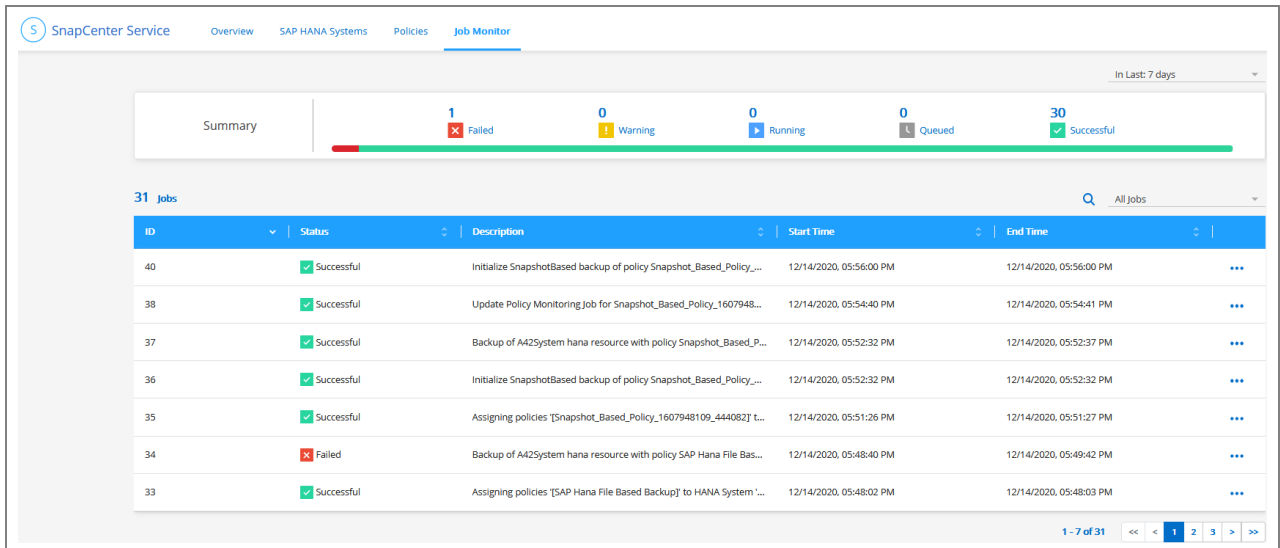 S SnapCenter Service Overview SAP HANA Systems Policies Job Monitor
In Last: 7 days
Summary
1 Failed
0 Warning
0 Running
0 Queued
30 Successful
31 Jobs
All Jobs
ID Status Description Start Time End Time
40 Successful Initialize SnapshotBased backup of policy Snapshot_Based_Policy_... 12/14/2020, 05:56:00 PM 12/14/2020, 05:56:00 PM
38 Successful Update Policy Monitoring Job for Snapshot_Based_Policy_1607948... 12/14/2020, 05:54:40 PM 12/14/2020, 05:54:41 PM
37 Successful Backup of A42System hana resource with policy Snapshot_Based_P... 12/14/2020, 05:52:32 PM 12/14/2020, 05:52:37 PM
36 Successful Initialize SnapshotBased backup of policy Snapshot_Based_Policy_... 12/14/2020, 05:52:32 PM 12/14/2020, 05:52:32 PM
35 Successful Assigning policies '[Snapshot_Based_Policy_1607948109_444082]' t... 12/14/2020, 05:51:26 PM 12/14/2020, 05:51:27 PM
34 Failed Backup of A42System hana resource with policy SAP Hana File Bas... 12/14/2020, 05:48:40 PM 12/14/2020, 05:49:42 PM
33 Successful Assigning policies '[SAP Hana File Based Backup]' to HANA System '... 12/14/2020, 05:48:02 PM 12/14/2020, 05:48:03 PM
1 - 7 of 31 << < 1 2 3 > >>